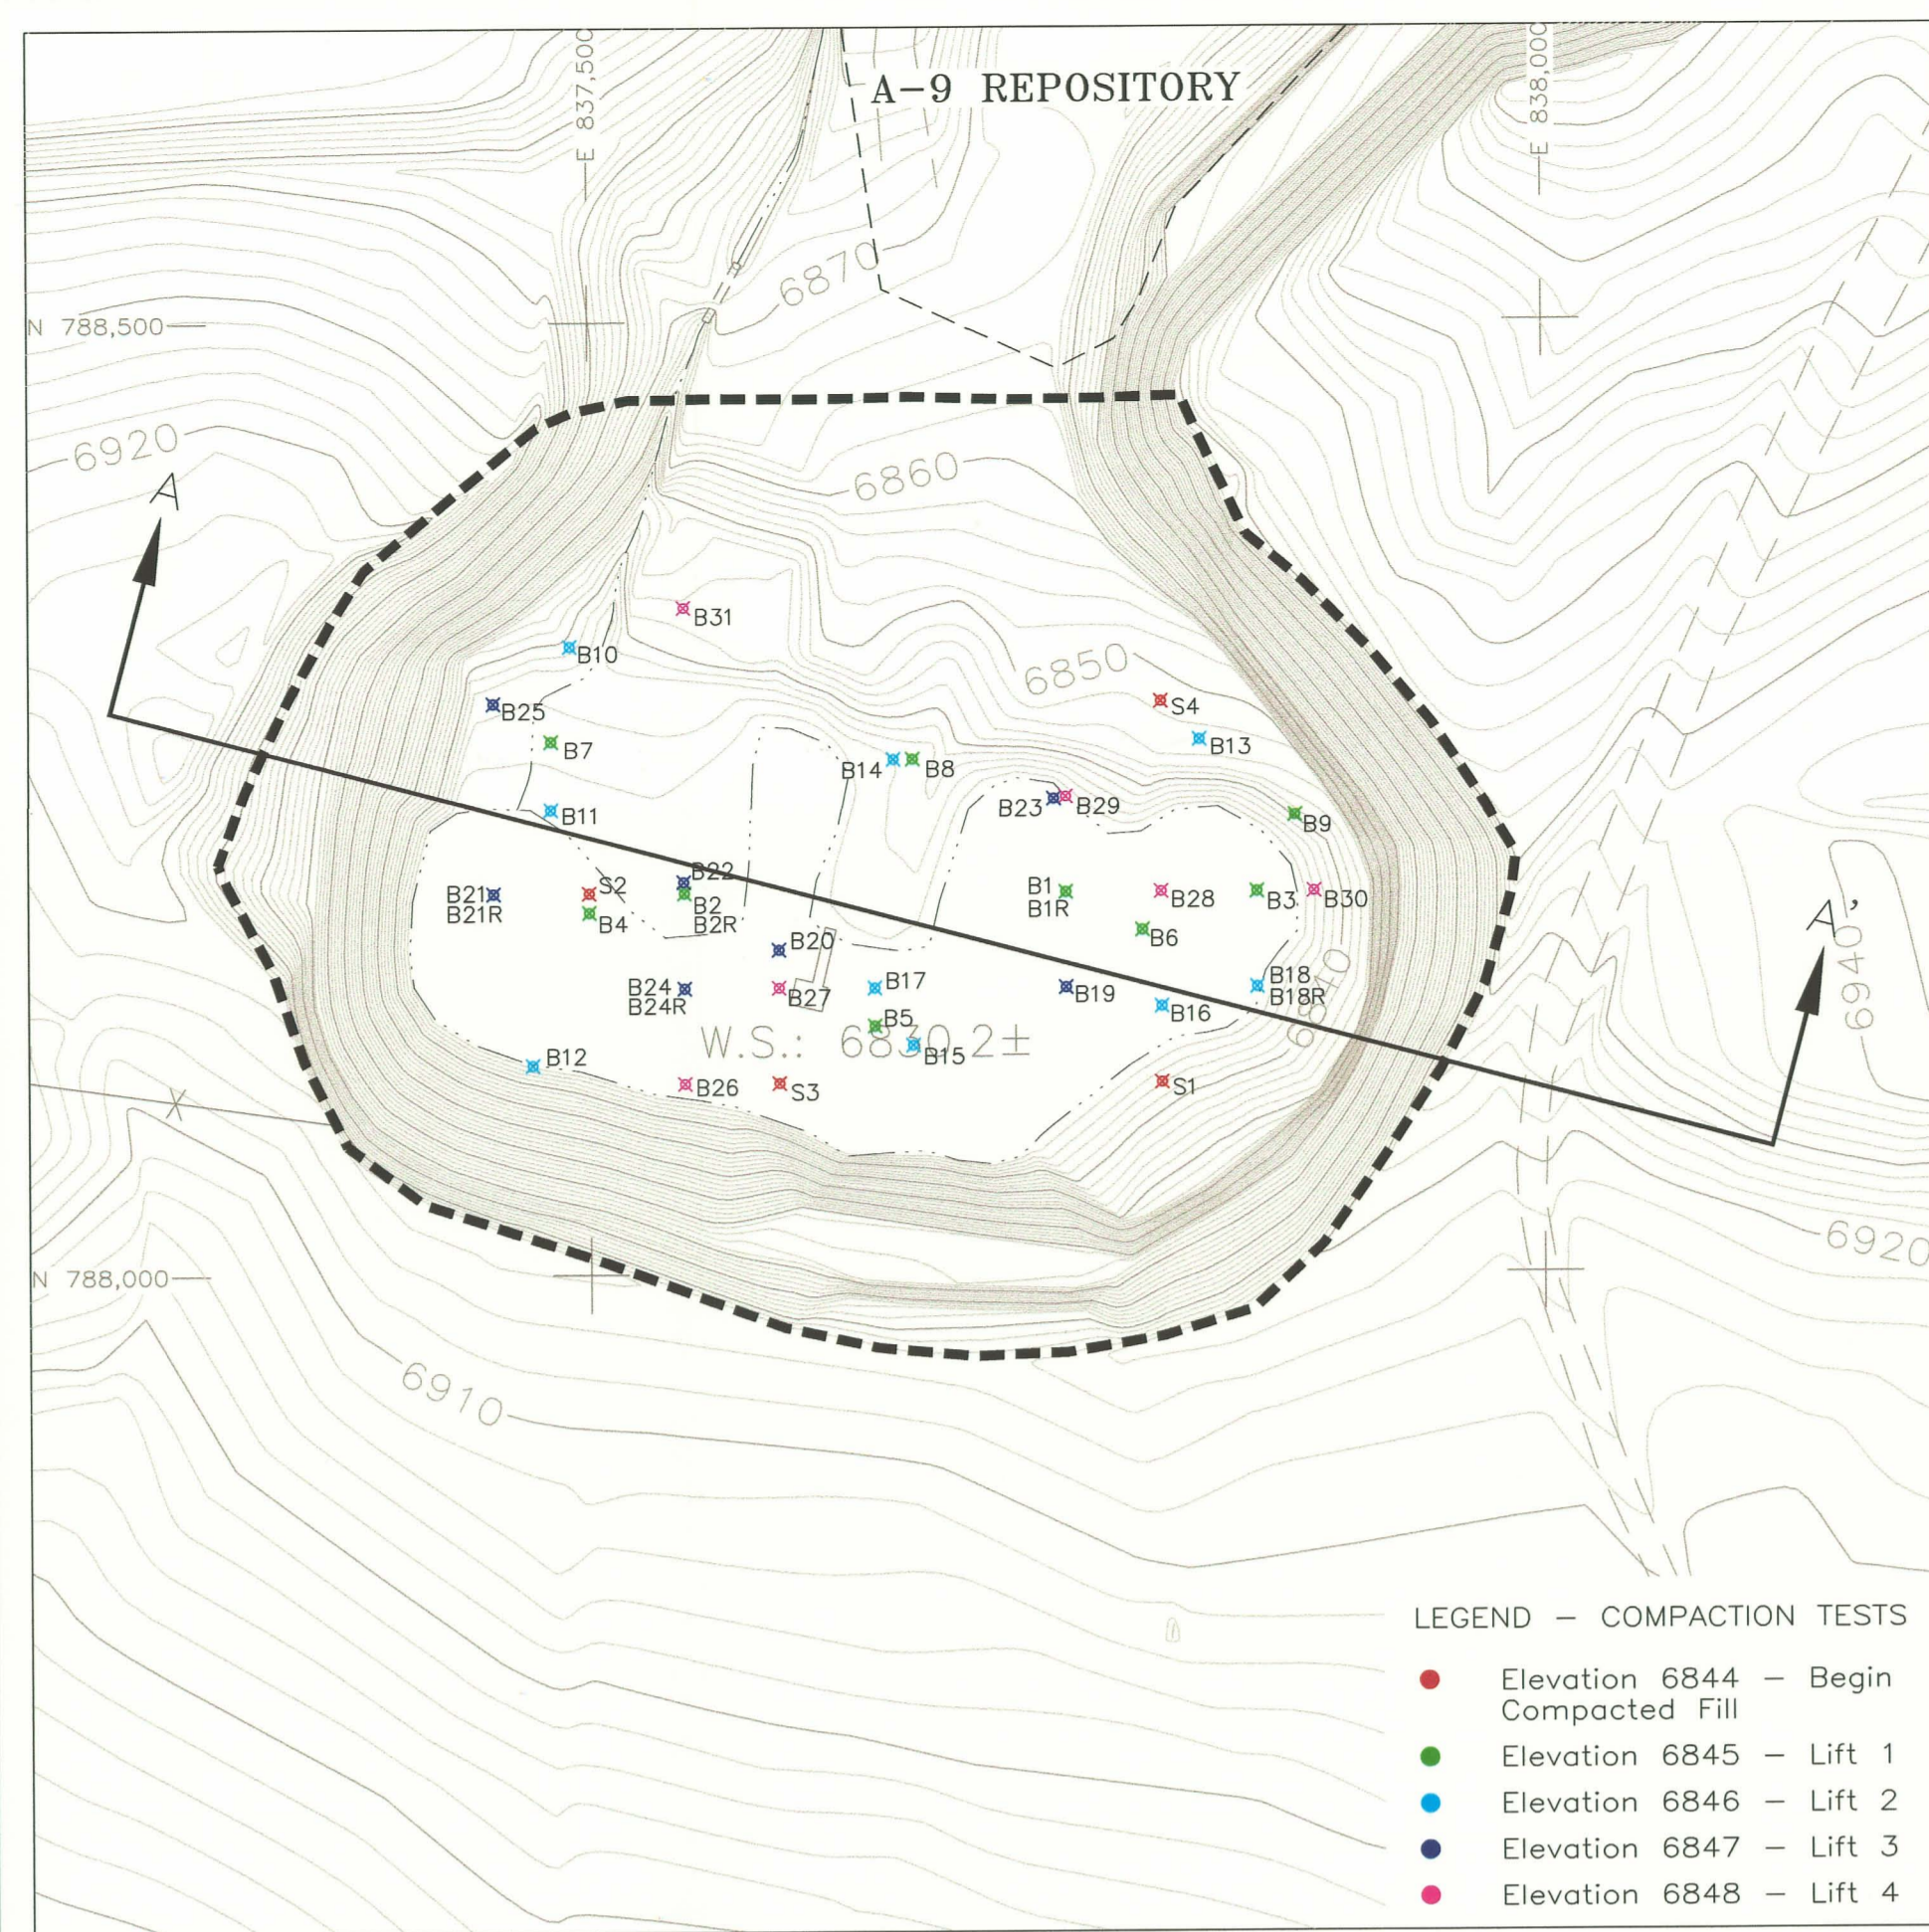 E 837,500
A-9 REPOSITORY
E 838,000
6870
N 788,500
6920
A
6860
B31
B10
6850
B25
S4
B7
B13
B14
B8
B23
B29
B11
B9
B22
B21
B21R
S2
B2
B2R
B4
B1
B1R
B28
B3
B30
B6
A'
6940
B20
B24
B24R
B27
B17
B19
B18
B18R
B16
6840
B5
W.S.: 6830.2±
B15
B12
B26
S3
S1
X
6920
N 788,000
6910
LEGEND – COMPACTION TESTS
Elevation 6844 – Begin
Compacted Fill
Elevation 6845 – Lift 1
Elevation 6846 – Lift 2
Elevation 6847 – Lift 3
Elevation 6848 – Lift 4